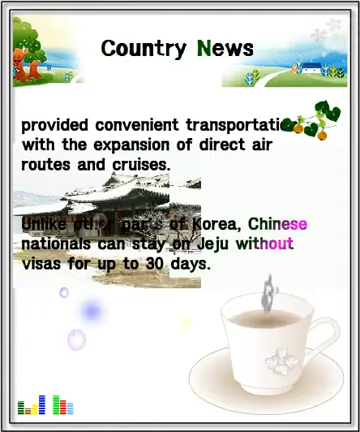 Country News
provided convenient transportati
with the expansion of direct air
routes and cruises.
Unlike other parts of Korea, Chinese
nationals can stay on Jeju without
visas for up to 30 days.